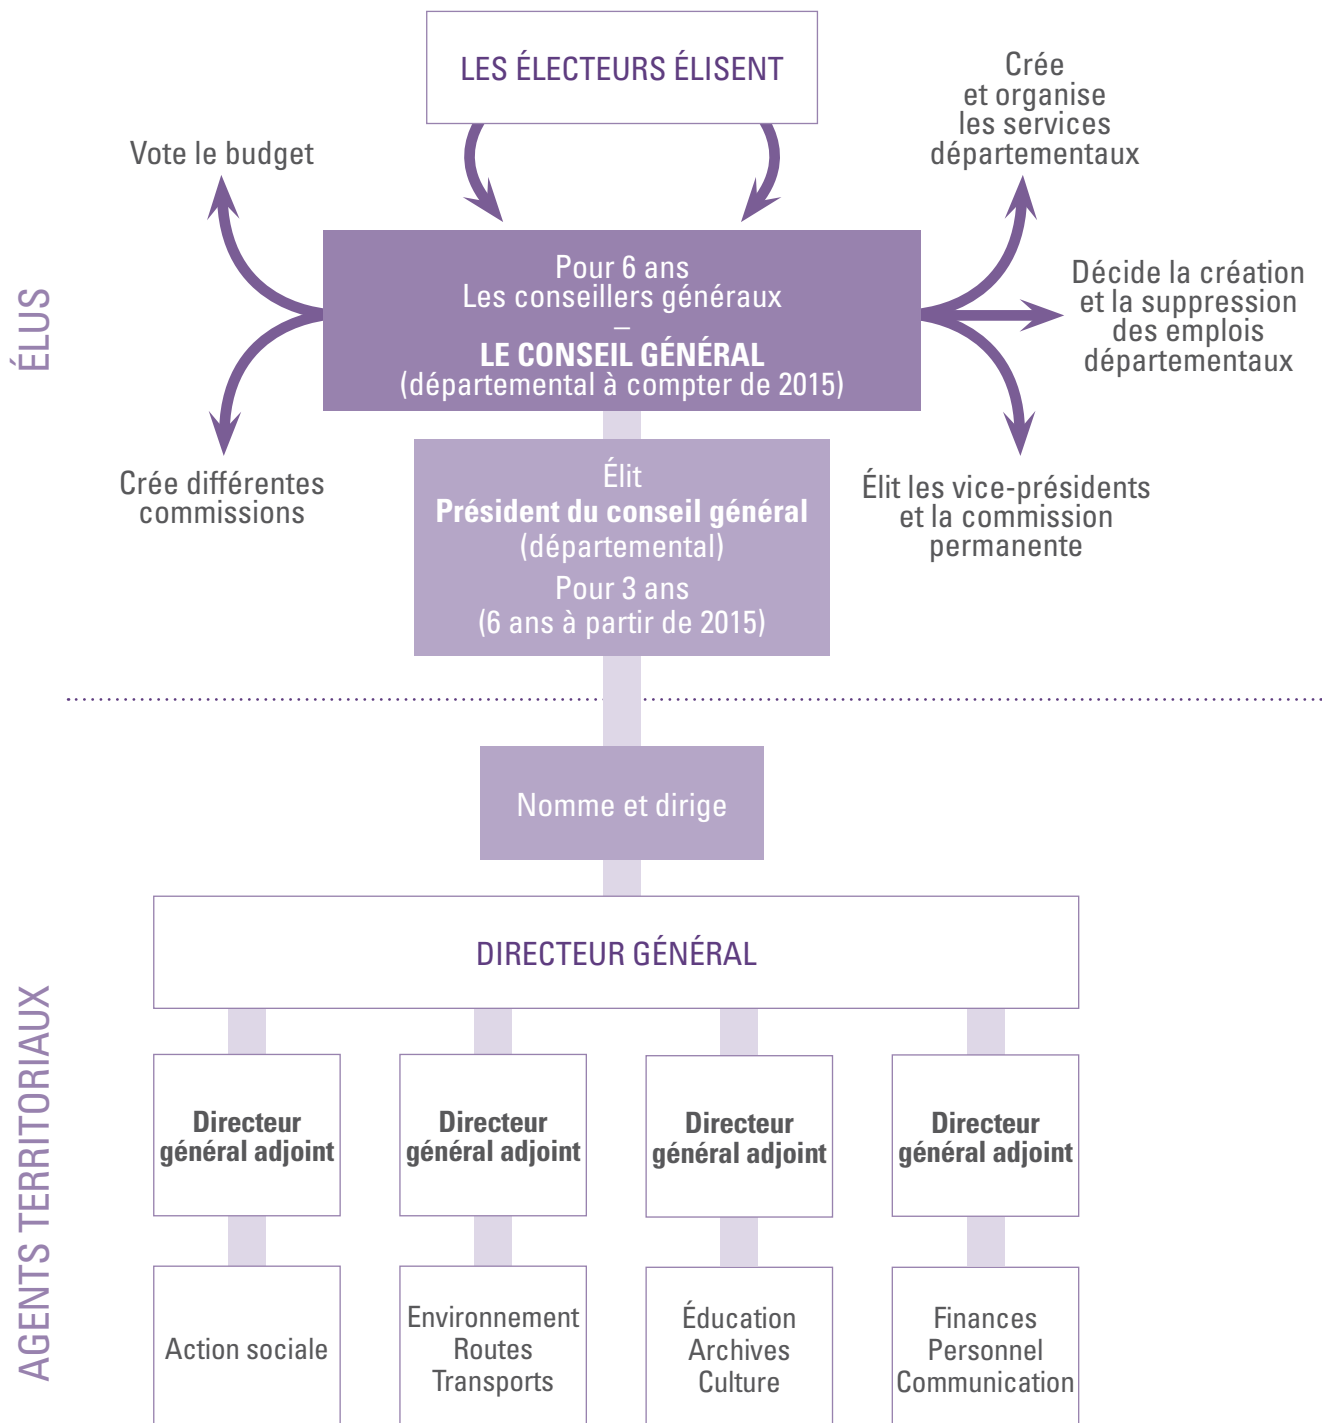 LES ÉLECTEURS ÉLISENT
Crée
et organise
les services
départementaux
Vote le budget
ÉLUS
Pour 6 ans
Les conseillers généraux
–
LE CONSEIL GÉNÉRAL
(départemental à compter de 2015)
Décide la création
et la suppression
des emplois
départementaux
Crée différentes
commissions
Élit
Président du conseil général
(départemental)
Pour 3 ans
(6 ans à partir de 2015)
Élit les vice-présidents
et la commission
permanente
Nomme et dirige
AGENTS TERRITORIAUX
DIRECTEUR GÉNÉRAL
Directeur
général adjoint
Directeur
général adjoint
Directeur
général adjoint
Directeur
général adjoint
Action sociale
Environnement
Routes
Transports
Éducation
Archives
Culture
Finances
Personnel
Communication